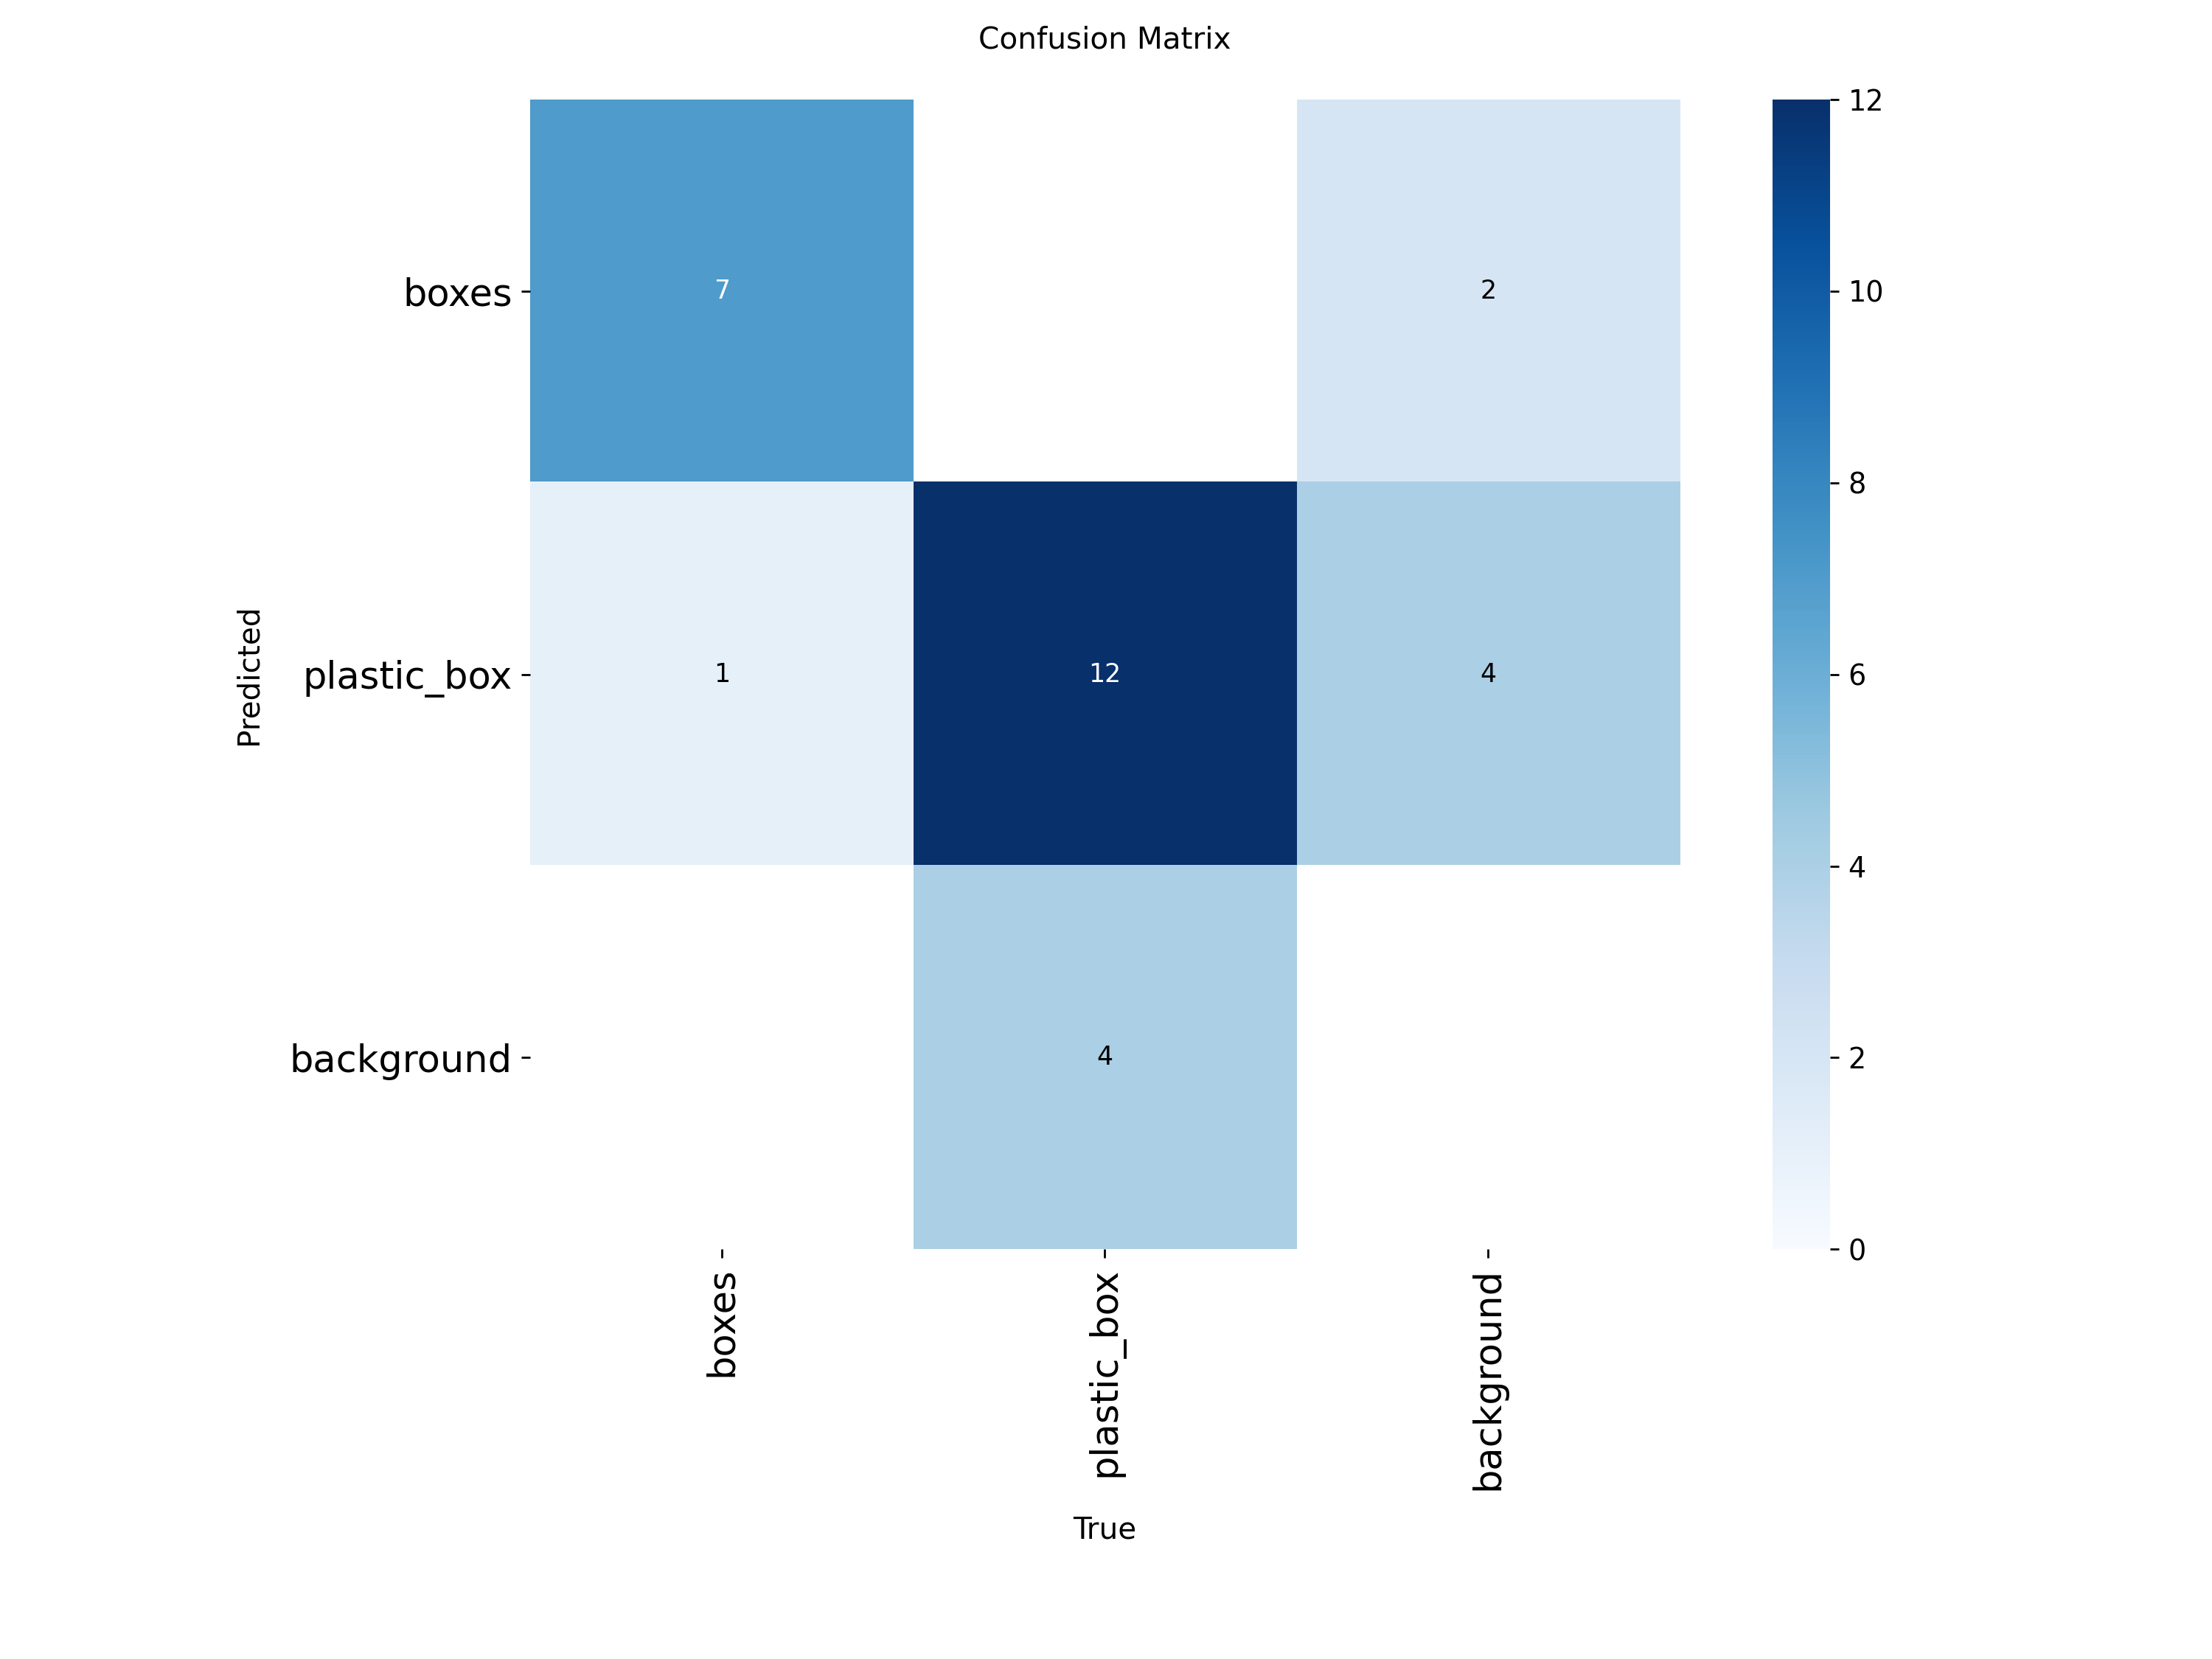 Confusion Matrix
12
boxes
7
2
10
8
Predicted
plastic_box
1
12
4
6
4
background
4
2
0
boxes
plastic_box
background
True